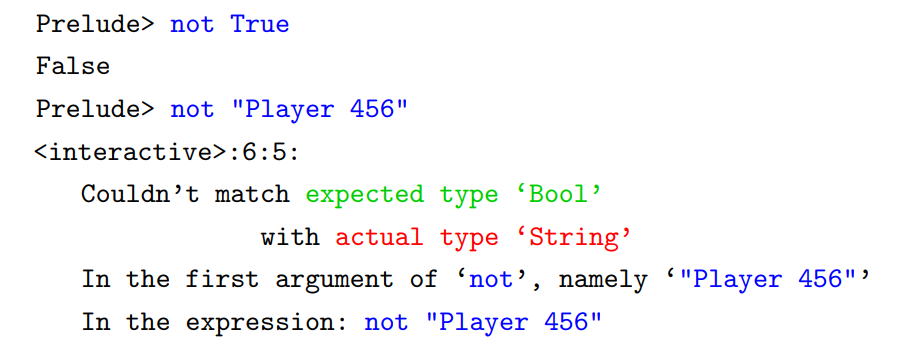 Prelude> not True
False
Prelude> not "Player 456"
<interactive>:6:5:
Couldn’t match expected type ‘Bool’
with actual type ‘String’
In the first argument of ‘not’, namely ‘"Player 456"’
In the expression: not "Player 456"